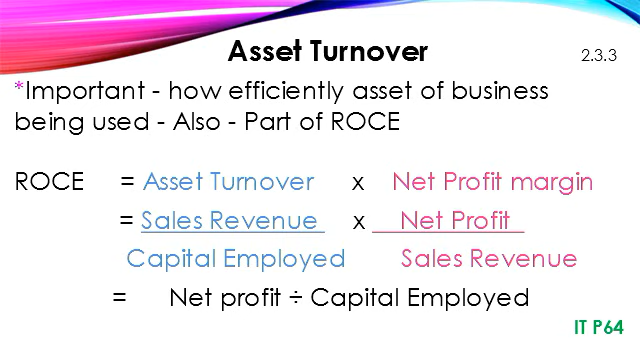 Asset Turnover 2.3.3
*Important - how efficiently asset of business
being used - Also - Part of ROCE
ROCE = Asset Turnover x Net Profit margin
= Sales Revenue x Net Profit
Capital Employed Sales Revenue
= Net profit ÷ Capital Employed
IT P64